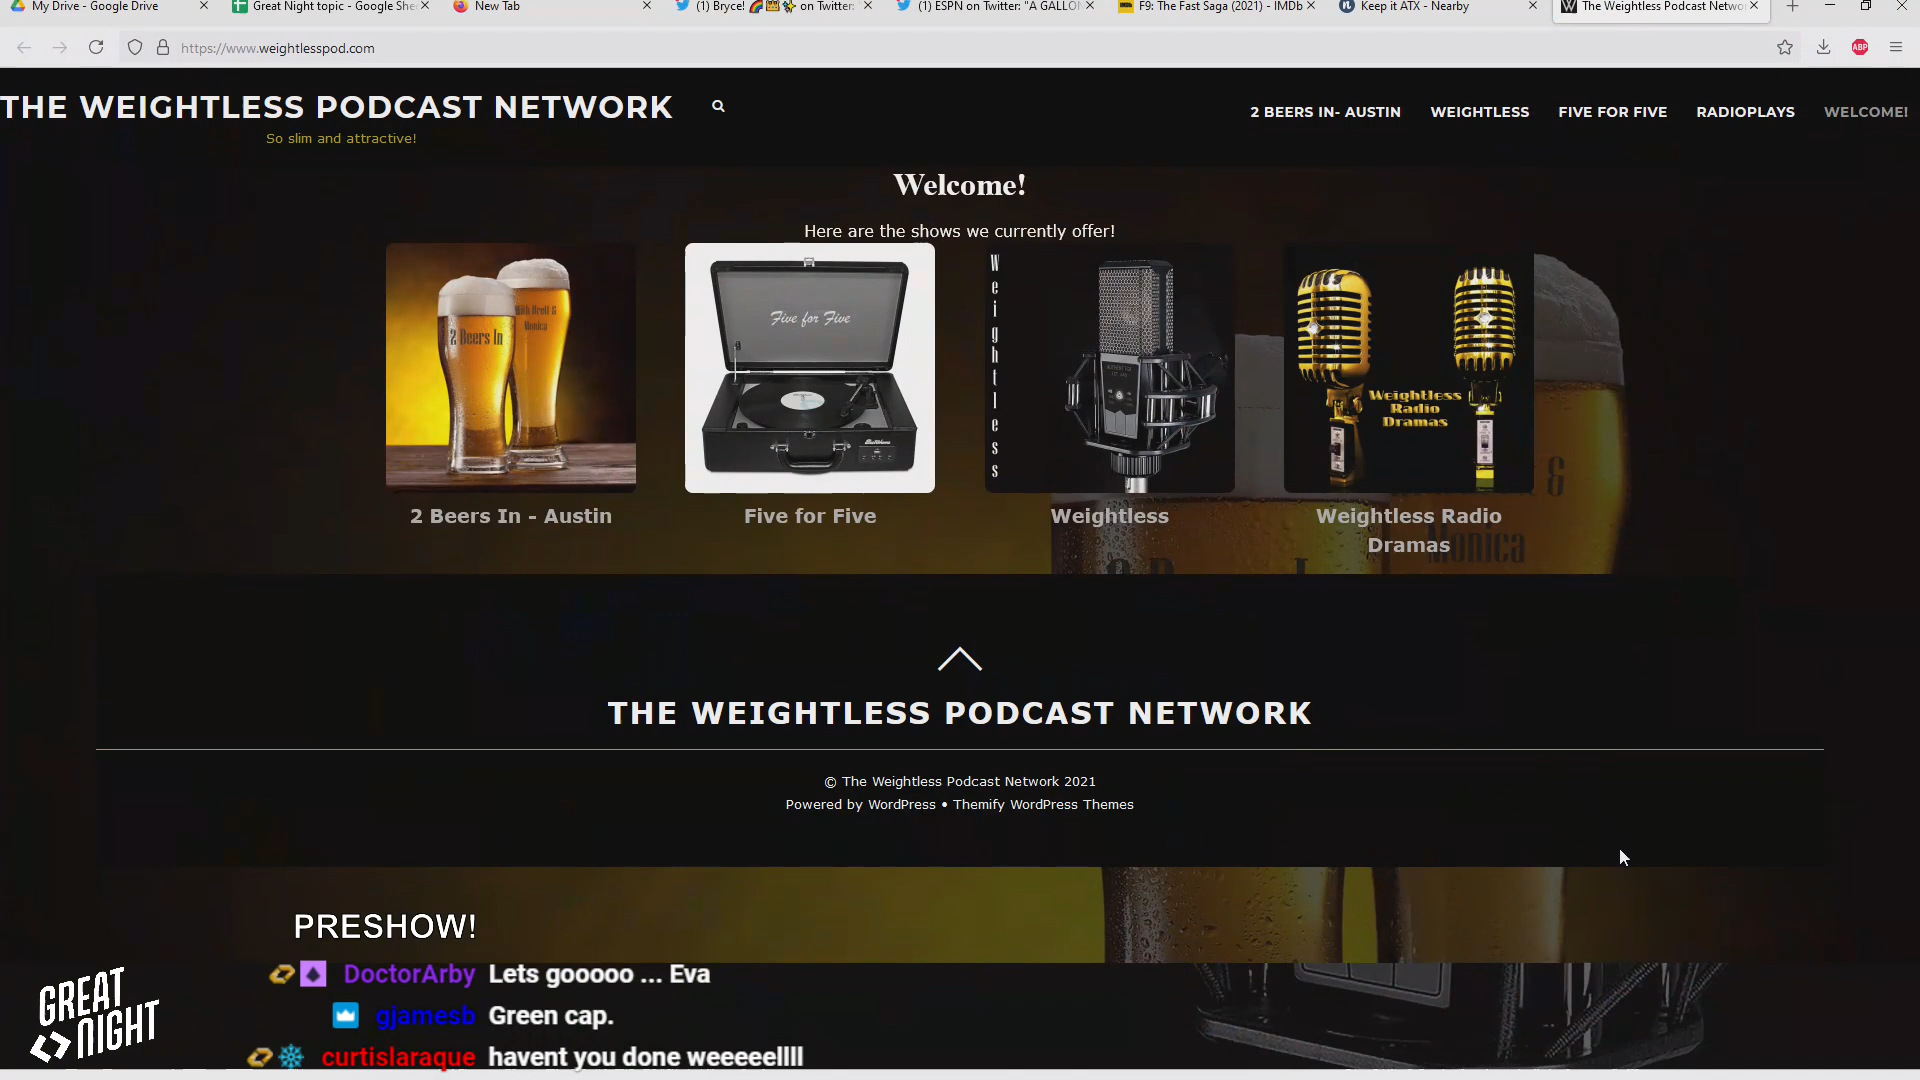 My Drive - Google Drive
Great Night topic - Google She
New Tab
(1) Bryce! on Twitter:
(1) ESPN on Twitter: "A GALLON
F9: The Fast Saga (2021) - IMDb
Keep it ATX - Nearby
The Weightless Podcast Netwo
https://www.weightlesspod.com
ABP
THE WEIGHTLESS PODCAST NETWORK
So slim and attractive!
2 BEERS IN- AUSTIN
WEIGHTLESS
FIVE FOR FIVE
RADIOPLAYS
WELCOME!
Welcome!
Here are the shows we currently offer!
2 Beers In
With Brett &
Monica
Five for Five
Weightless
Weightless
Radio
Dramas
2 Beers In - Austin
Five for Five
Weightless
Weightless Radio
Dramas
&
Monica
THE WEIGHTLESS PODCAST NETWORK
© The Weightless Podcast Network 2021
Powered by WordPress • Themify WordPress Themes
PRESHOW!
DoctorArby Lets gooooo ... Eva
gjamesb Green cap.
curtislaraque havent you done weeeeellll
GREAT
NIGHT